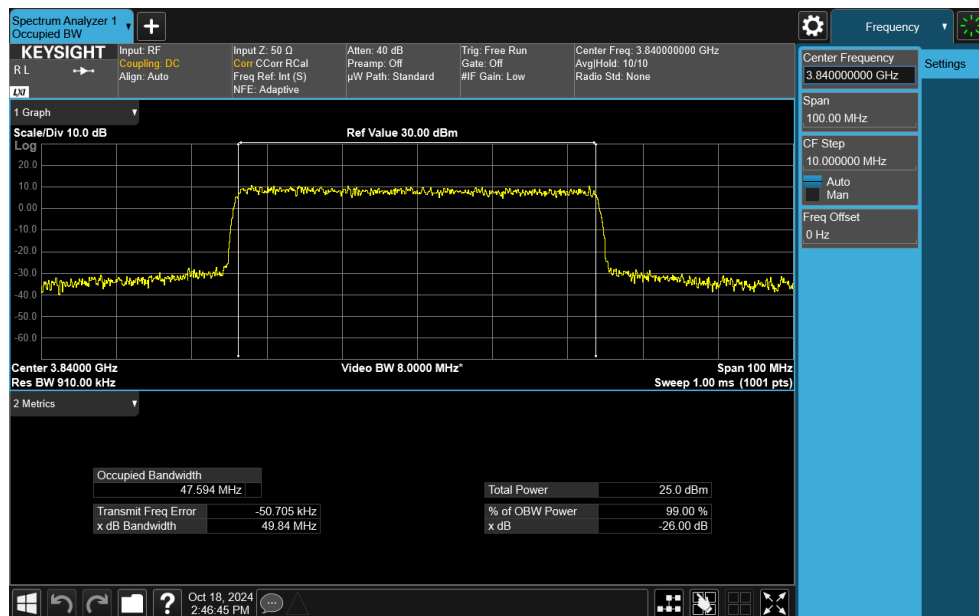 Spectrum Analyzer 1
Occupied BW
+
Frequency
KEYSIGHT
R L
LXI
Input: RF
Coupling: DC
Align: Auto
Input Z: 50 Ω
Corr CCorr RCal
Freq Ref: Int (S)
NFE: Adaptive
Atten: 40 dB
Preamp: Off
µW Path: Standard
Trig: Free Run
Gate: Off
#IF Gain: Low
Center Freq: 3.840000000 GHz
Avg|Hold: 10/10
Radio Std: None
Center Frequency
3.840000000 GHz
Settings
Span
100.00 MHz
CF Step
10.000000 MHz
Auto
Man
Freq Offset
0 Hz
1 Graph
Scale/Div 10.0 dB
Ref Value 30.00 dBm
Log
20.0
10.0
0.00
-10.0
-20.0
-30.0
-40.0
-50.0
-60.0
Center 3.84000 GHz
Video BW 8.0000 MHz*
Span 100 MHz
Res BW 910.00 kHz
Sweep 1.00 ms (1001 pts)
2 Metrics
Occupied Bandwidth
47.594 MHz
Total Power 25.0 dBm
Transmit Freq Error -50.705 kHz
% of OBW Power 99.00 %
x dB Bandwidth 49.84 MHz
x dB -26.00 dB
?
Oct 18, 2024
2:46:45 PM